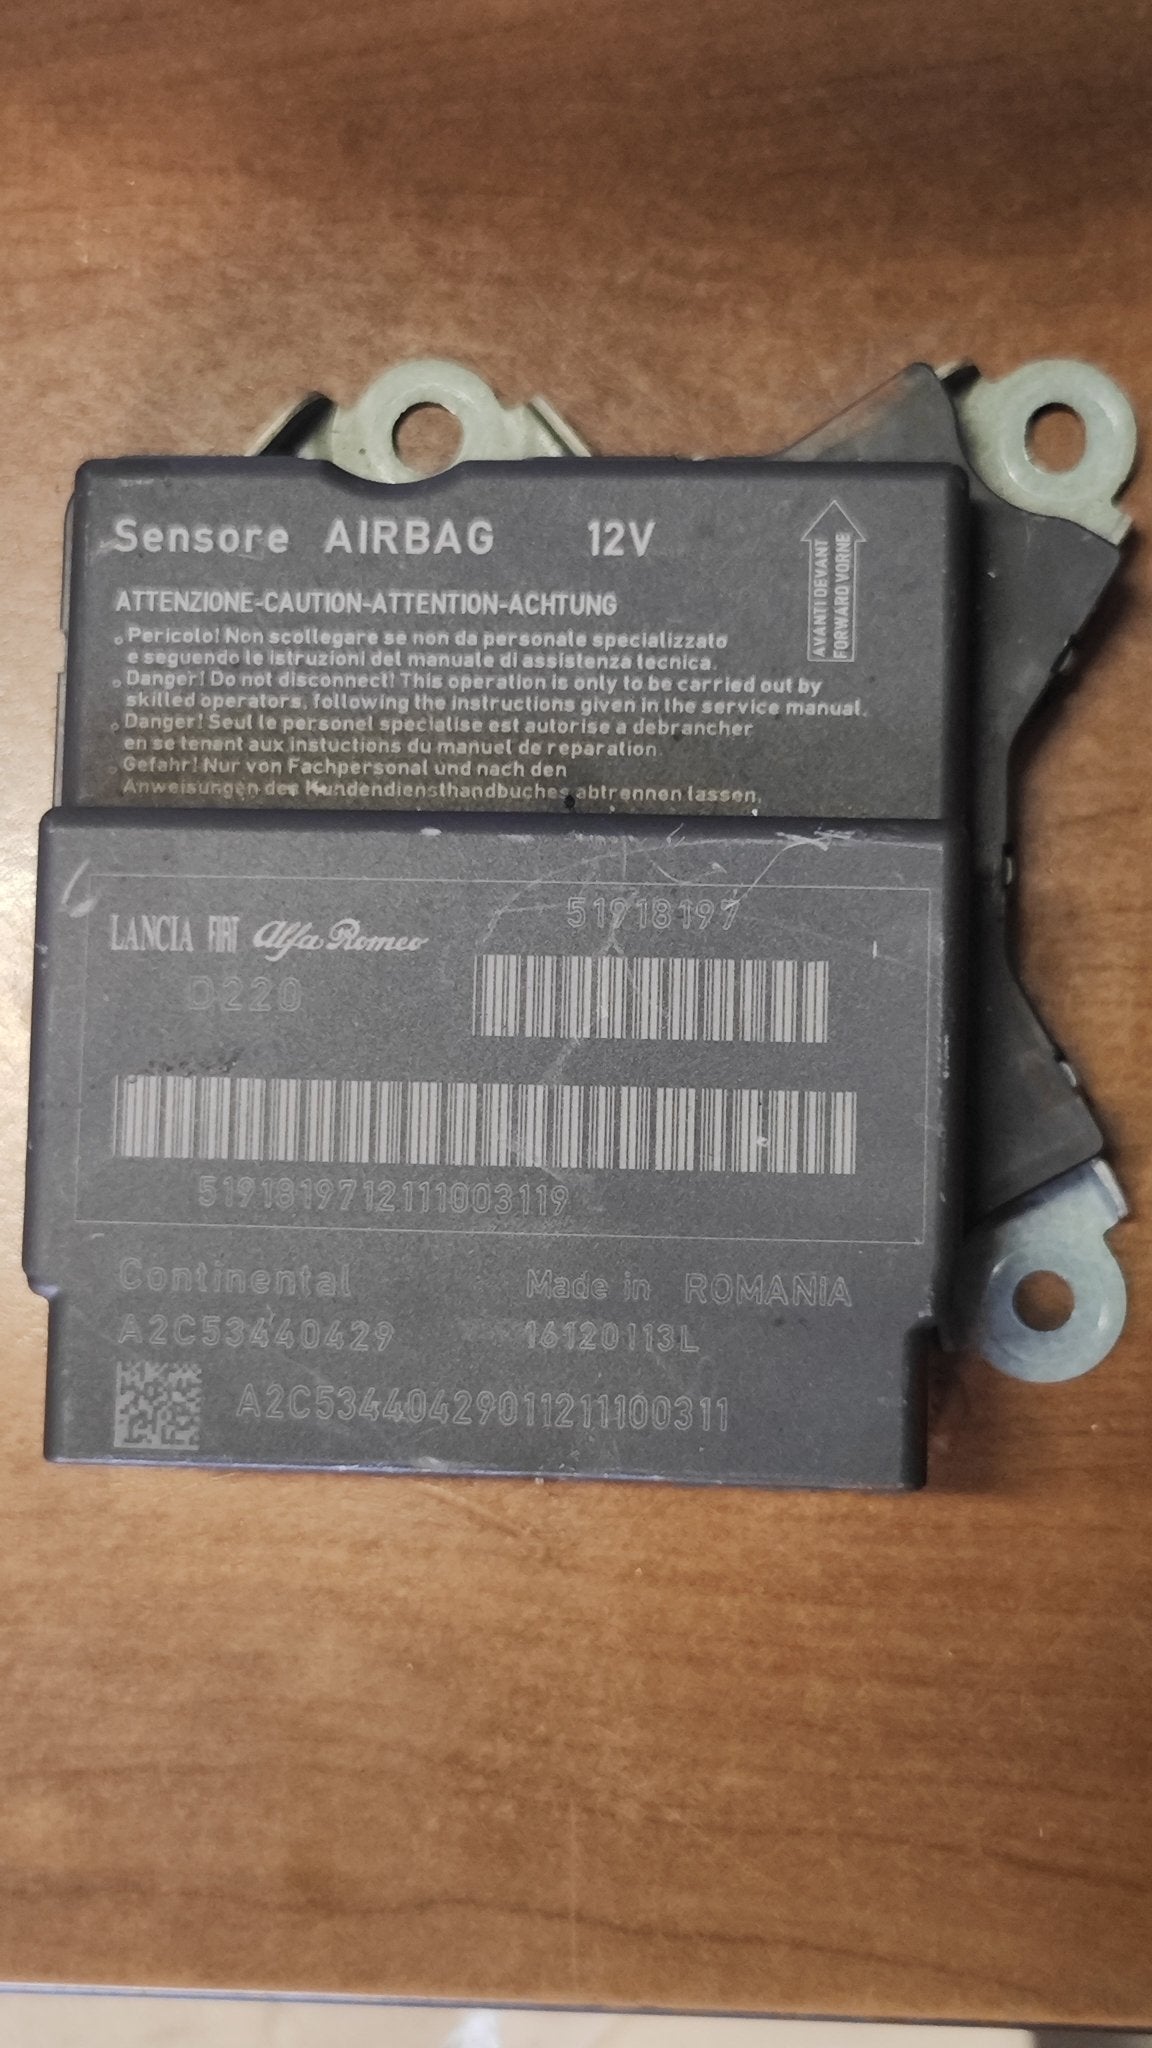 Sensore AIRBAG 12V
AVANTI DEVANT
FORWARD VORNE
ATTENZIONE-CAUTION-ATTENTION-ACHTUNG
Pericolo! Non scollegare se non da personale specializzato
e seguendo le istruzioni del manuale di assistenza tecnica.
Danger! Do not disconnect! This operation is only to be carried out by
skilled operators, following the instructions given in the service manual.
Danger! Seul le personel specialise est autorise a debrancher
en se tenant aux instuctions du manuel de reparation.
Gefahr! Nur von Fachpersonal und nach den
Anweisungen des Kundendiensthandbuches abtrennen lassen.
51918197
LANCIA FIAT Alfa Romeo
D220
5191819712111003119
Continental Made in ROMANIA
A2C53440429 16120113L
A2C5344042901121110031​1